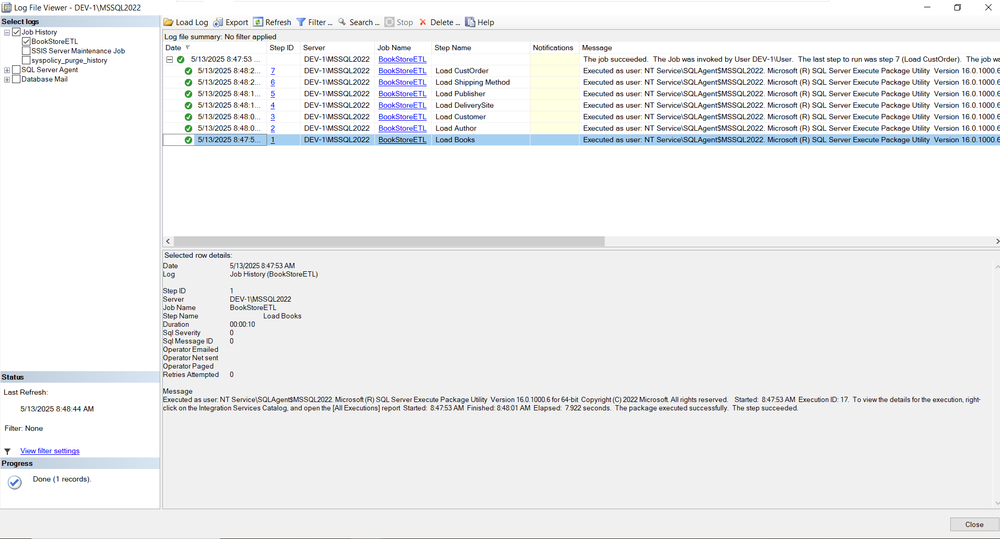 Log File Viewer - DEV-1\MSSQL2022
Select logs
Job History
BookStoreETL
SSIS Server Maintenance Job
syspolicy_purge_history
SQL Server Agent
Database Mail
Load Log Export Refresh Filter ... Search ... Stop Delete ... Help
Log file summary: No filter applied
Date Step ID Server Job Name Step Name Notifications Message
5/13/2025 8:47:53 ... DEV-1\MSSQL2022 BookStoreETL The job succeeded. The Job was invoked by User DEV-1\User. The last step to run was step 7 (Load CustOrder). The job wa
5/13/2025 8:48:2... 7 DEV-1\MSSQL2022 BookStoreETL Load CustOrder Executed as user: NT Service\SQLAgent$MSSQL2022. Microsoft (R) SQL Server Execute Package Utility Version 16.0.1000.6
5/13/2025 8:48:2... 6 DEV-1\MSSQL2022 BookStoreETL Load Shipping Method Executed as user: NT Service\SQLAgent$MSSQL2022. Microsoft (R) SQL Server Execute Package Utility Version 16.0.1000.6
5/13/2025 8:48:1... 5 DEV-1\MSSQL2022 BookStoreETL Load Publisher Executed as user: NT Service\SQLAgent$MSSQL2022. Microsoft (R) SQL Server Execute Package Utility Version 16.0.1000.6
5/13/2025 8:48:1... 4 DEV-1\MSSQL2022 BookStoreETL Load DeliverySite Executed as user: NT Service\SQLAgent$MSSQL2022. Microsoft (R) SQL Server Execute Package Utility Version 16.0.1000.6
5/13/2025 8:48:0... 3 DEV-1\MSSQL2022 BookStoreETL Load Customer Executed as user: NT Service\SQLAgent$MSSQL2022. Microsoft (R) SQL Server Execute Package Utility Version 16.0.1000.6
5/13/2025 8:48:0... 2 DEV-1\MSSQL2022 BookStoreETL Load Author Executed as user: NT Service\SQLAgent$MSSQL2022. Microsoft (R) SQL Server Execute Package Utility Version 16.0.1000.6
5/13/2025 8:47:5... 1 DEV-1\MSSQL2022 BookStoreETL Load Books Executed as user: NT Service\SQLAgent$MSSQL2022. Microsoft (R) SQL Server Execute Package Utility Version 16.0.1000.6
Selected row details:
Date 5/13/2025 8:47:53 AM
Log Job History (BookStoreETL)
Step ID 1
Server DEV-1\MSSQL2022
Job Name BookStoreETL
Step Name Load Books
Duration 00:00:10
Sql Severity 0
Sql Message ID 0
Operator Emailed
Operator Net sent
Operator Paged
Retries Attempted 0
Message
Executed as user: NT Service\SQLAgent$MSSQL2022. Microsoft (R) SQL Server Execute Package Utility Version 16.0.1000.6 for 64-bit Copyright (C) 2022 Microsoft. All rights reserved. Started: 8:47:53 AM Execution ID: 17. To view the details for the execution, right-
click on the Integration Services Catalog, and open the [All Executions] report Started: 8:47:53 AM Finished: 8:48:01 AM Elapsed: 7.922 seconds. The package executed successfully. The step succeeded.
Status
Last Refresh:
5/13/2025 8:48:44 AM
Filter: None
View filter settings
Progress
Done (1 records).
Close